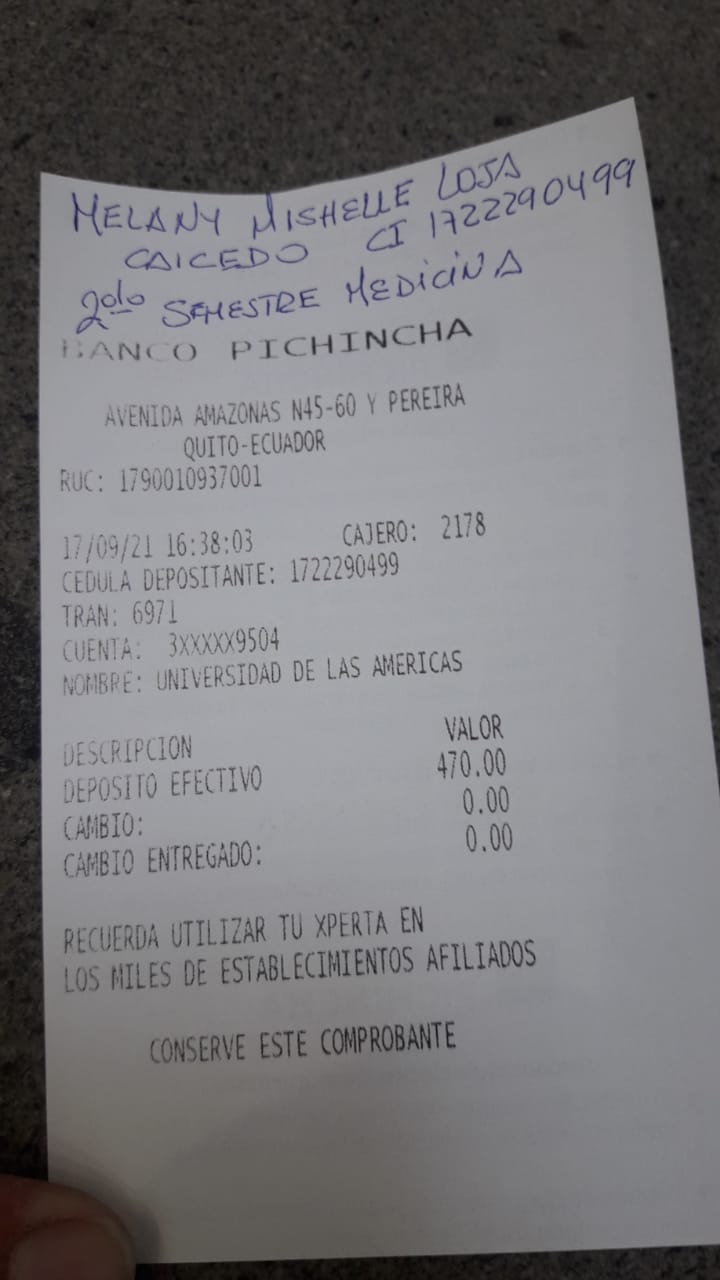 MELANY MISHELLE LOJA
CAICEDO CI 1722290499
2do SEMESTRE MEDICINA
BANCO PICHINCHA
AVENIDA AMAZONAS N45-60 Y PEREIRA
QUITO-ECUADOR
RUC: 1790010937001
17/09/21 16:38:03 CAJERO: 2178
CEDULA DEPOSITANTE: 1722290499
TRAN: 6971
CUENTA: 3XXXXX9504
NOMBRE: UNIVERSIDAD DE LAS AMERICAS
DESCRIPCION VALOR
DEPOSITO EFECTIVO 470.00
CAMBIO: 0.00
CAMBIO ENTREGADO: 0.00
RECUERDA UTILIZAR TU XPERTA EN
LOS MILES DE ESTABLECIMIENTOS AFILIADOS
CONSERVE ESTE COMPROBANTE